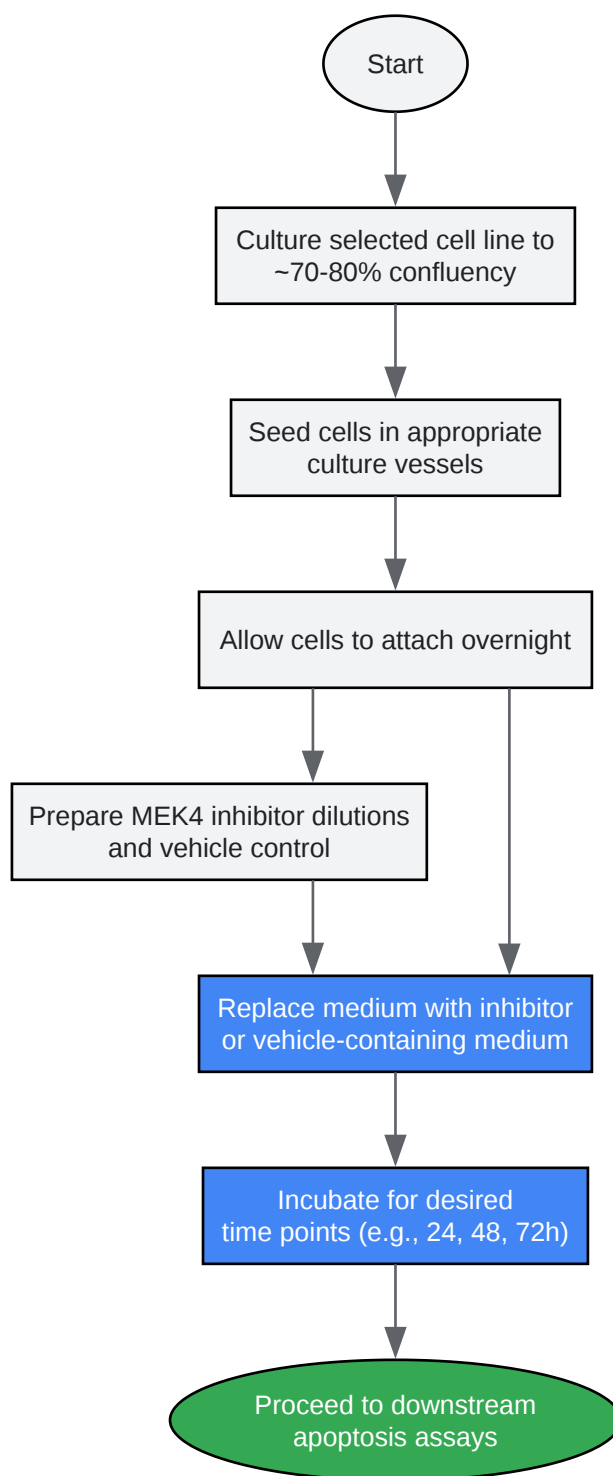 Start
Culture selected cell line to
~70-80% confluency
Seed cells in appropriate
culture vessels
Allow cells to attach overnight
Prepare MEK4 inhibitor dilutions
and vehicle control
Replace medium with inhibitor
or vehicle-containing medium
Incubate for desired
time points (e.g., 24, 48, 72h)
Proceed to downstream
apoptosis assays